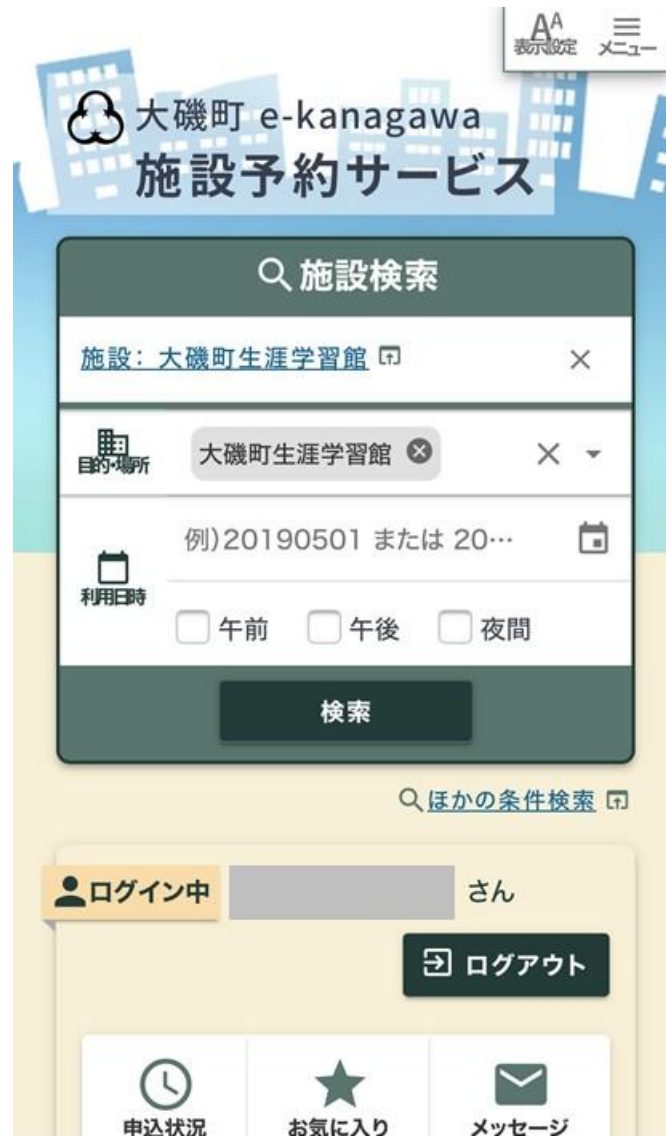 AA
表示設定 メニュー
大磯町 e-kanagawa
施設予約サービス
施設検索
施設: 大磯町生涯学習館
目的・場所 大磯町生涯学習館
例)20190501 または 20…
利用日時
午前 午後 夜間
検索
ほかの条件検索
ログイン中 さん
ログアウト
申込状況 お気に入り メッセージ